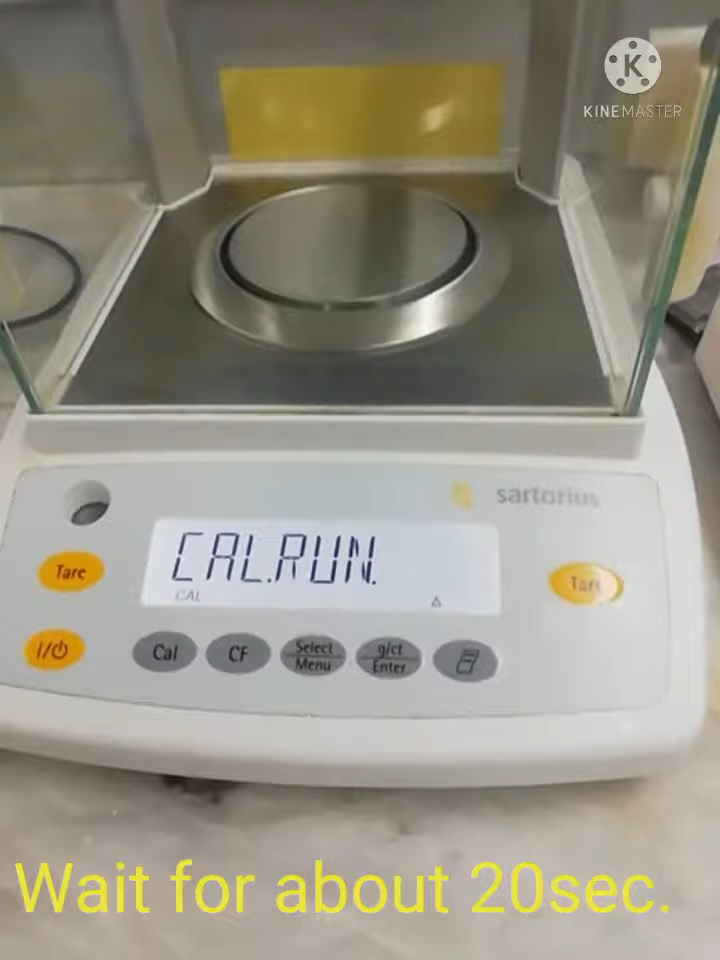 K
KINEMASTER
sartorius
CAL.RUN.
CAL
Tare
Tare
I/⏻
Cal
CF
Select
Menu
g/ct
Enter
Wait for about 20sec.